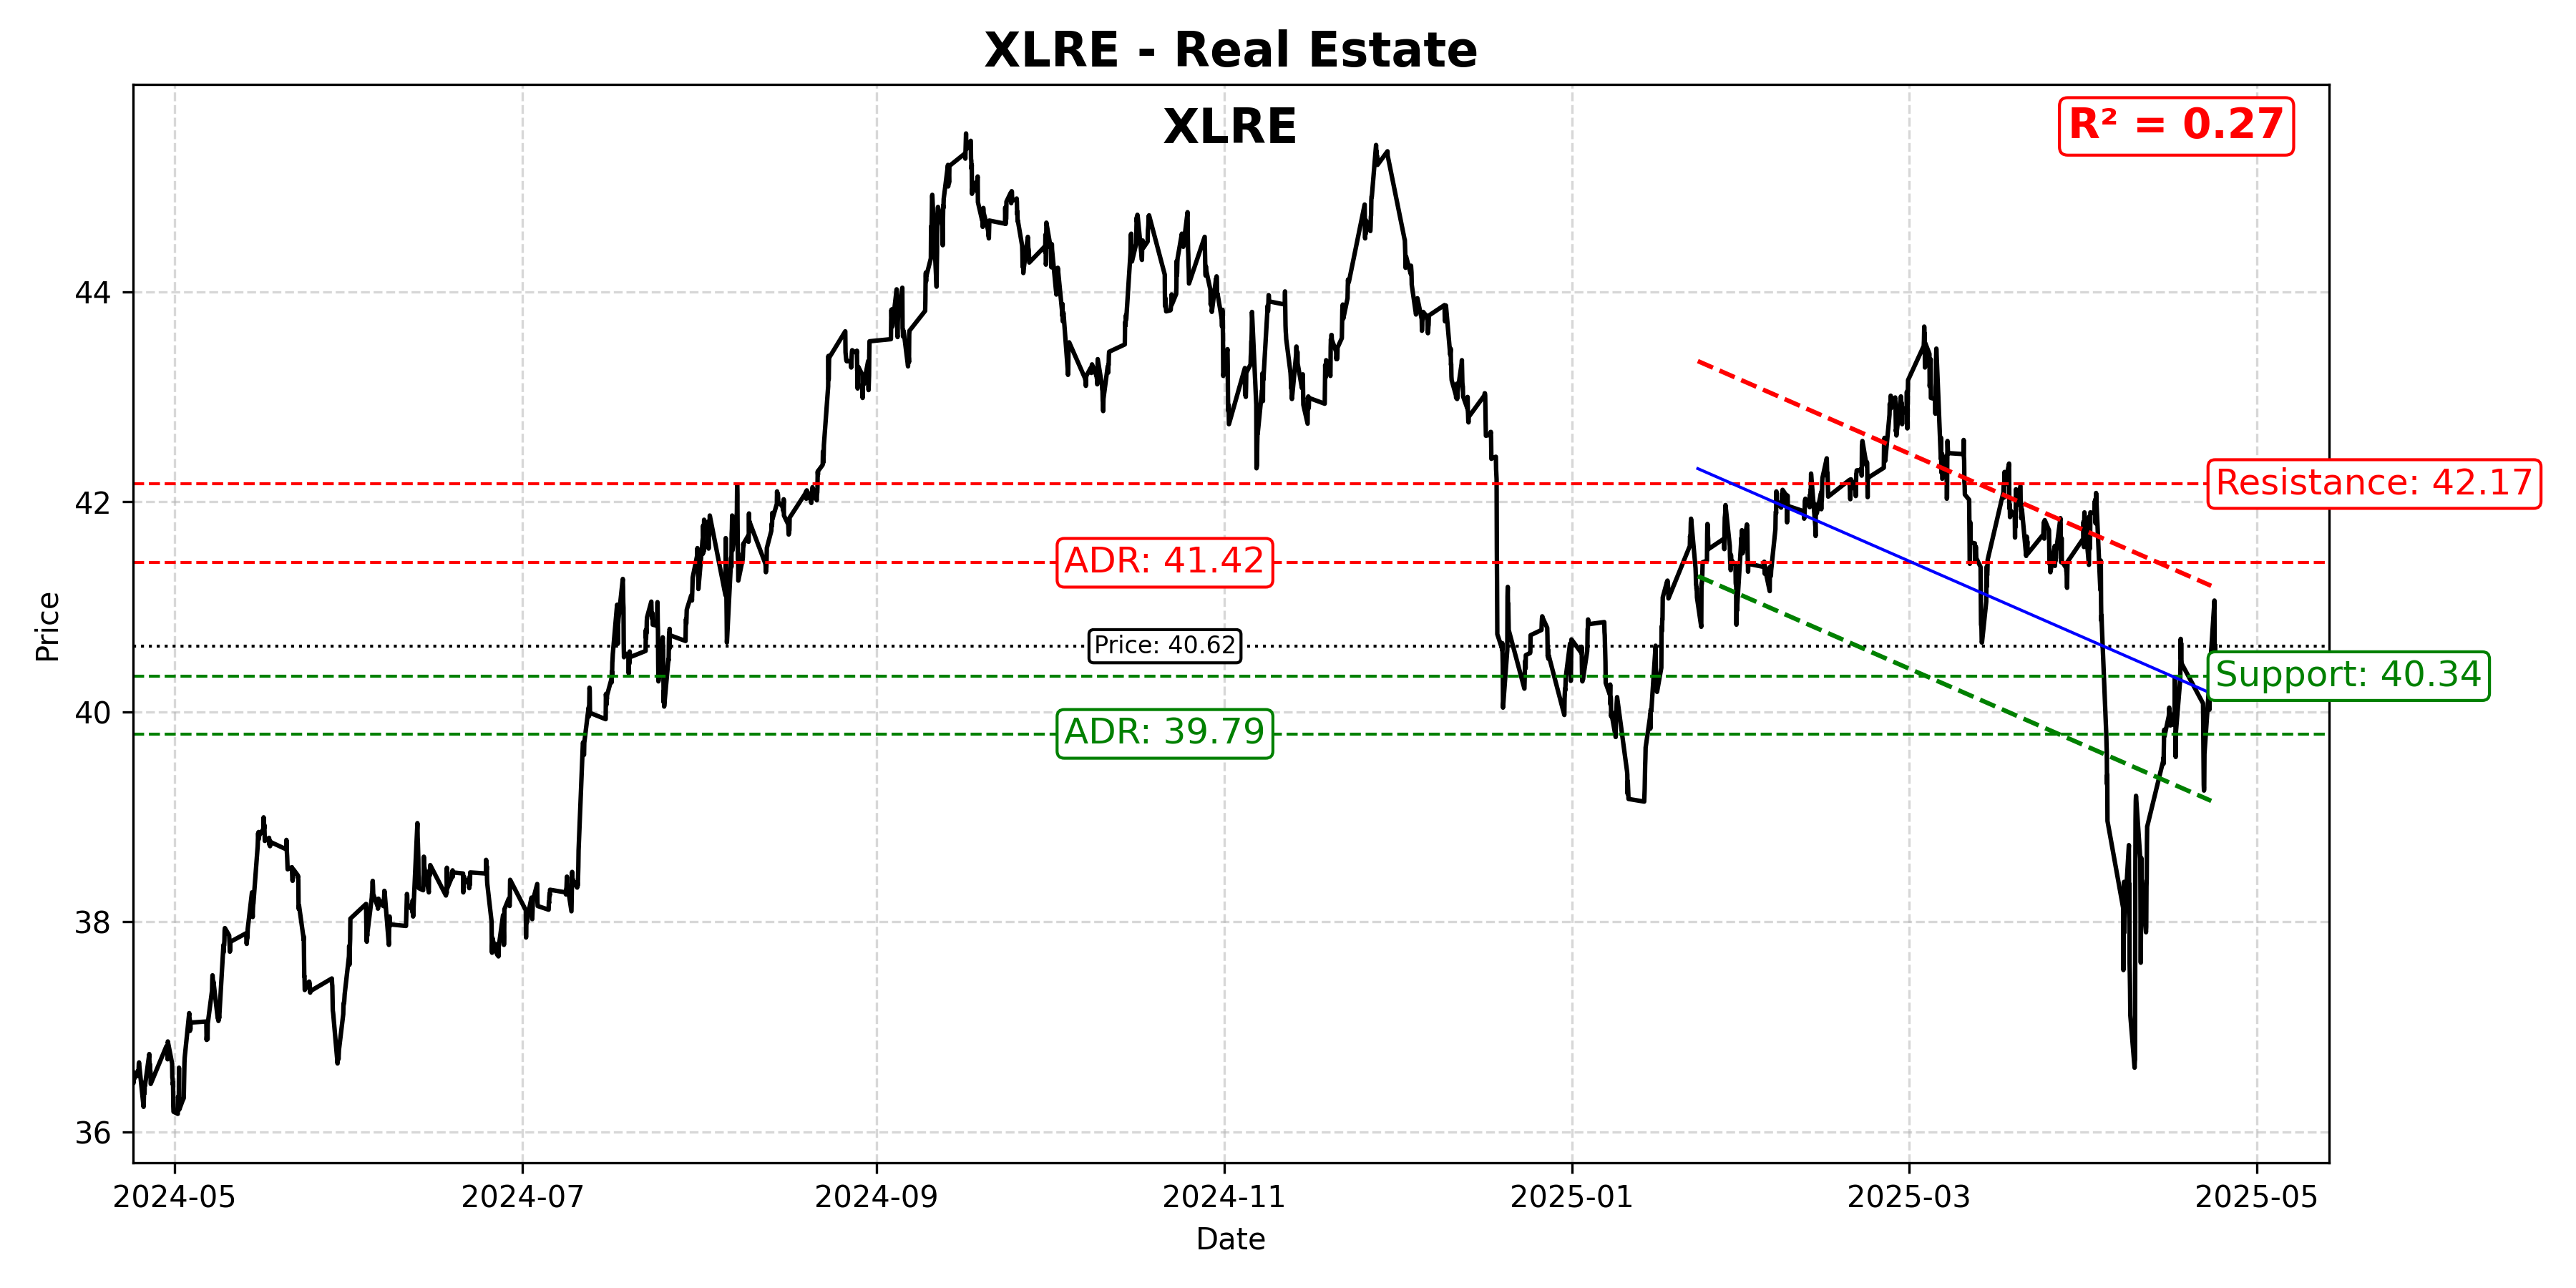 XLRE - Real Estate
XLRE
R² = 0.27
44
42
40
38
36
Price
Resistance: 42.17
ADR: 41.42
Price: 40.62
Support: 40.34
ADR: 39.79
2024-05
2024-07
2024-09
2024-11
2025-01
2025-03
2025-05
Date